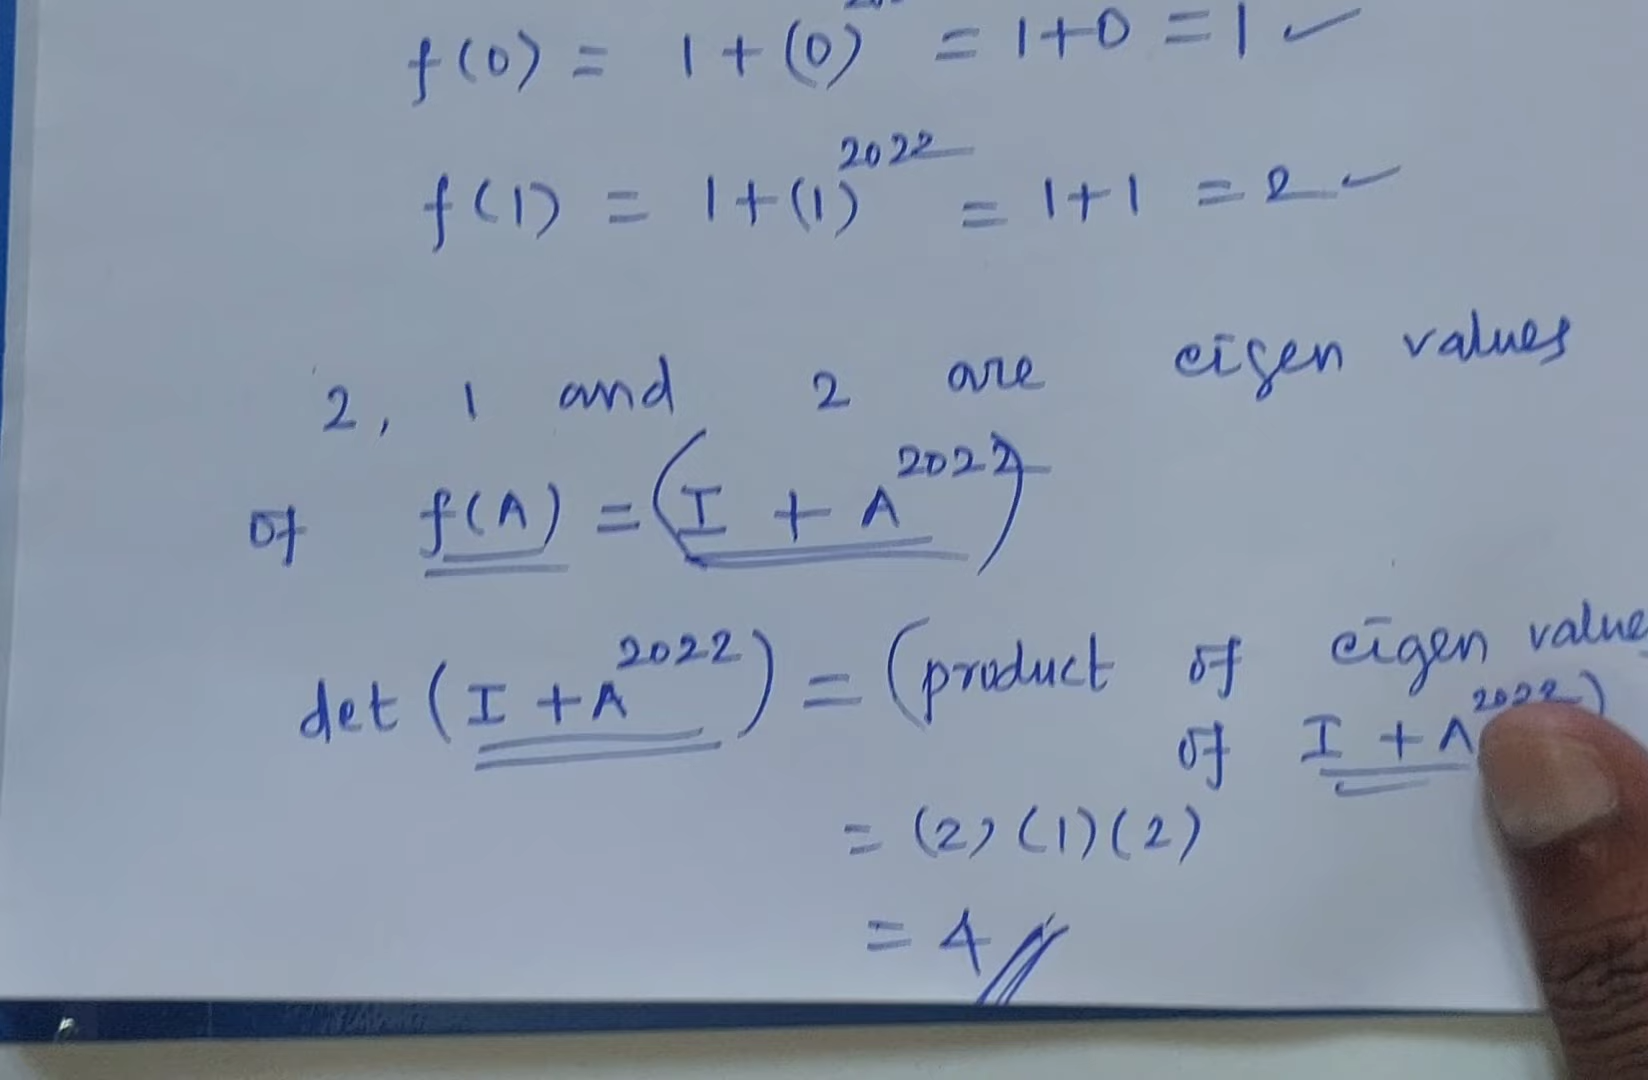 f(0) = 1 + (0) = 1+0 = 1 ✓
f(1) = 1+(1)^2022 = 1+1 = 2 ✓
2, 1 and 2 are eigen values
of f(A) = (I + A^2022)
det (I + A^2022) = (product of eigen value
of I + A^2022)
= (2) (1) (2)
= 4